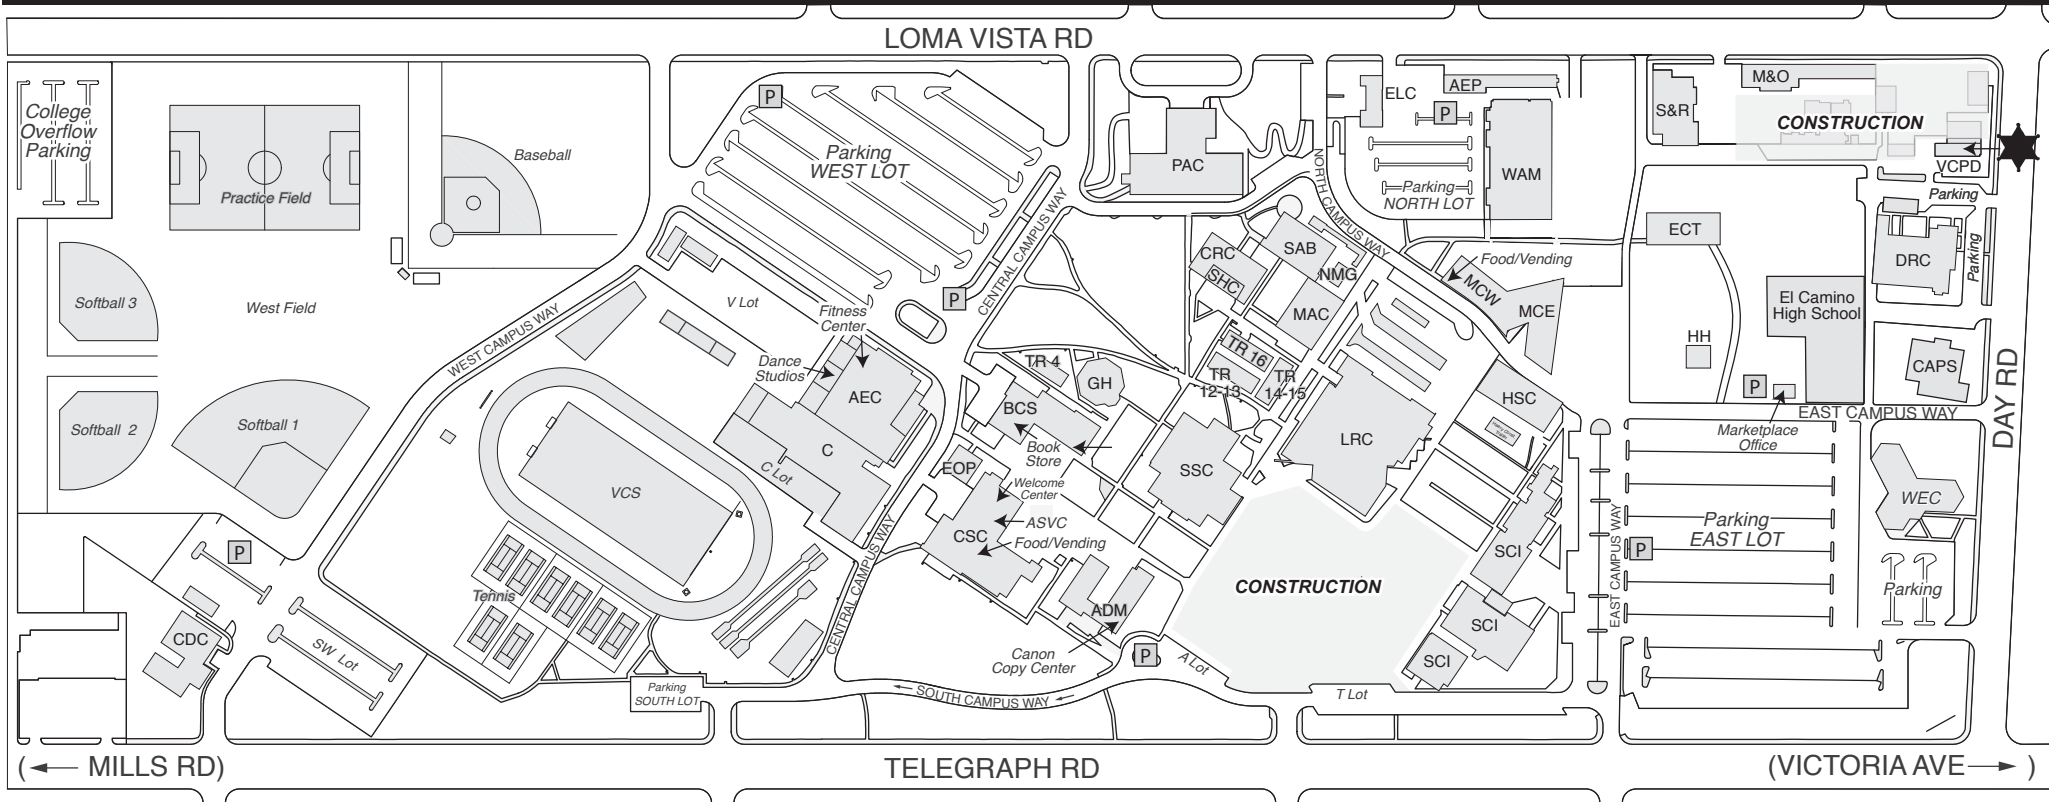 LOMA VISTA RD
College
Overflow
Parking
Practice Field
Baseball
P
Parking
WEST LOT
PAC
ELC
AEP
P
WAM
Parking
NORTH LOT
NORTH CAMPUS WAY
S&R
M&O
CONSTRUCTION
VCPD
Parking
Parking
DRC
ECT
Softball 3
West Field
V Lot
WEST CAMPUS WAY
P
CENTRAL CAMPUS WAY
CRC
SHC
SAB
NMG
MAC
Food/Vending
MCW
MCE
HH
El Camino
High School
CAPS
DAY RD
Fitness
Center
Dance
Studios
AEC
TR 4
GH
TR 16
TR
12-13
TR
14-15
HSC
P
Marketplace
Office
EAST CAMPUS WAY
Softball 2
Softball 1
VCS
C
C Lot
BCS
Book
Store
EOP
Welcome
Center
ASVC
CSC
Food/Vending
SSC
LRC
SCI
SCI
SCI
EAST CAMPUS WAY
P
Parking
EAST LOT
WEC
Parking
P
Tennis
CENTRAL CAMPUS WAY
CONSTRUCTION
ADM
Canon
Copy Center
P
A Lot
T Lot
CDC
SW Lot
Parking
SOUTH LOT
SOUTH CAMPUS WAY
(← MILLS RD)
TELEGRAPH RD
(VICTORIA AVE→ )